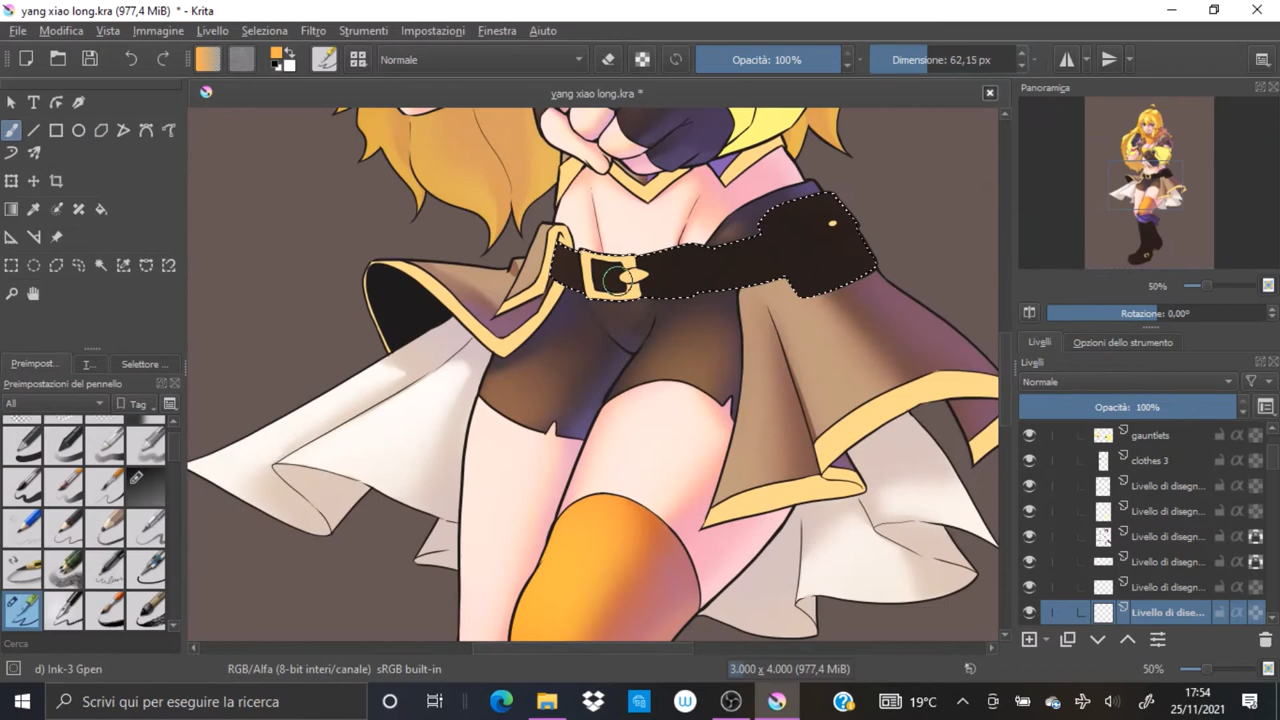 yang xiao long.kra (977,4 MiB) * - Krita
File Modifica Vista Immagine Livello Seleziona Filtro Strumenti Impostazioni Finestra Aiuto
Normale Opacità: 100% Dimensione: 62,15 px
yang xiao long.kra *
Panoramica
50%
Rotazione: 0,00°
Livelli Opzioni dello strumento
Livelli
Normale
Opacità: 100%
gauntlets
clothes 3
Livello di disegn...
Livello di disegn...
Livello di disegn...
Livello di disegn...
Livello di disegn...
Livello di dise...
Preimpost... T... Selettore ...
Preimpostazioni del pennello
All Tag
Cerca
d) Ink-3 Gpen RGB/Alfa (8-bit interi/canale) sRGB built-in 3.000 x 4.000 (977,4 MiB) 50%
Scrivi qui per eseguire la ricerca 19°C 17:54
25/11/2021